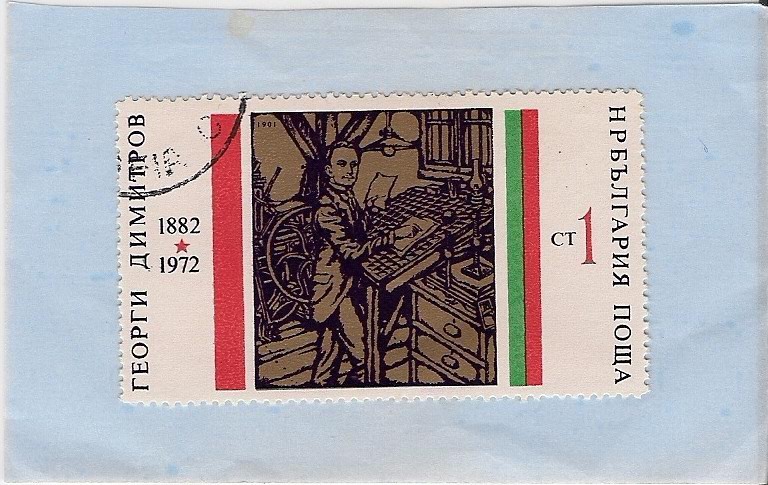 ГЕОРГИ ДИМИТРОВ
1882
1972
1901
СТ 1
НРБЪЛГАРИЯ ПОЩА